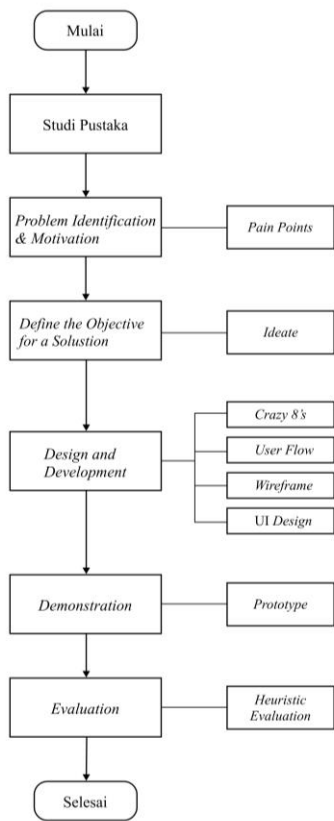 Mulai
Studi Pustaka
Problem Identification
& Motivation
Pain Points
Define the Objective
for a Solustion
Ideate
Design and
Development
Crazy 8's
User Flow
Wireframe
UI Design
Demonstration
Prototype
Evaluation
Heuristic
Evaluation
Selesai